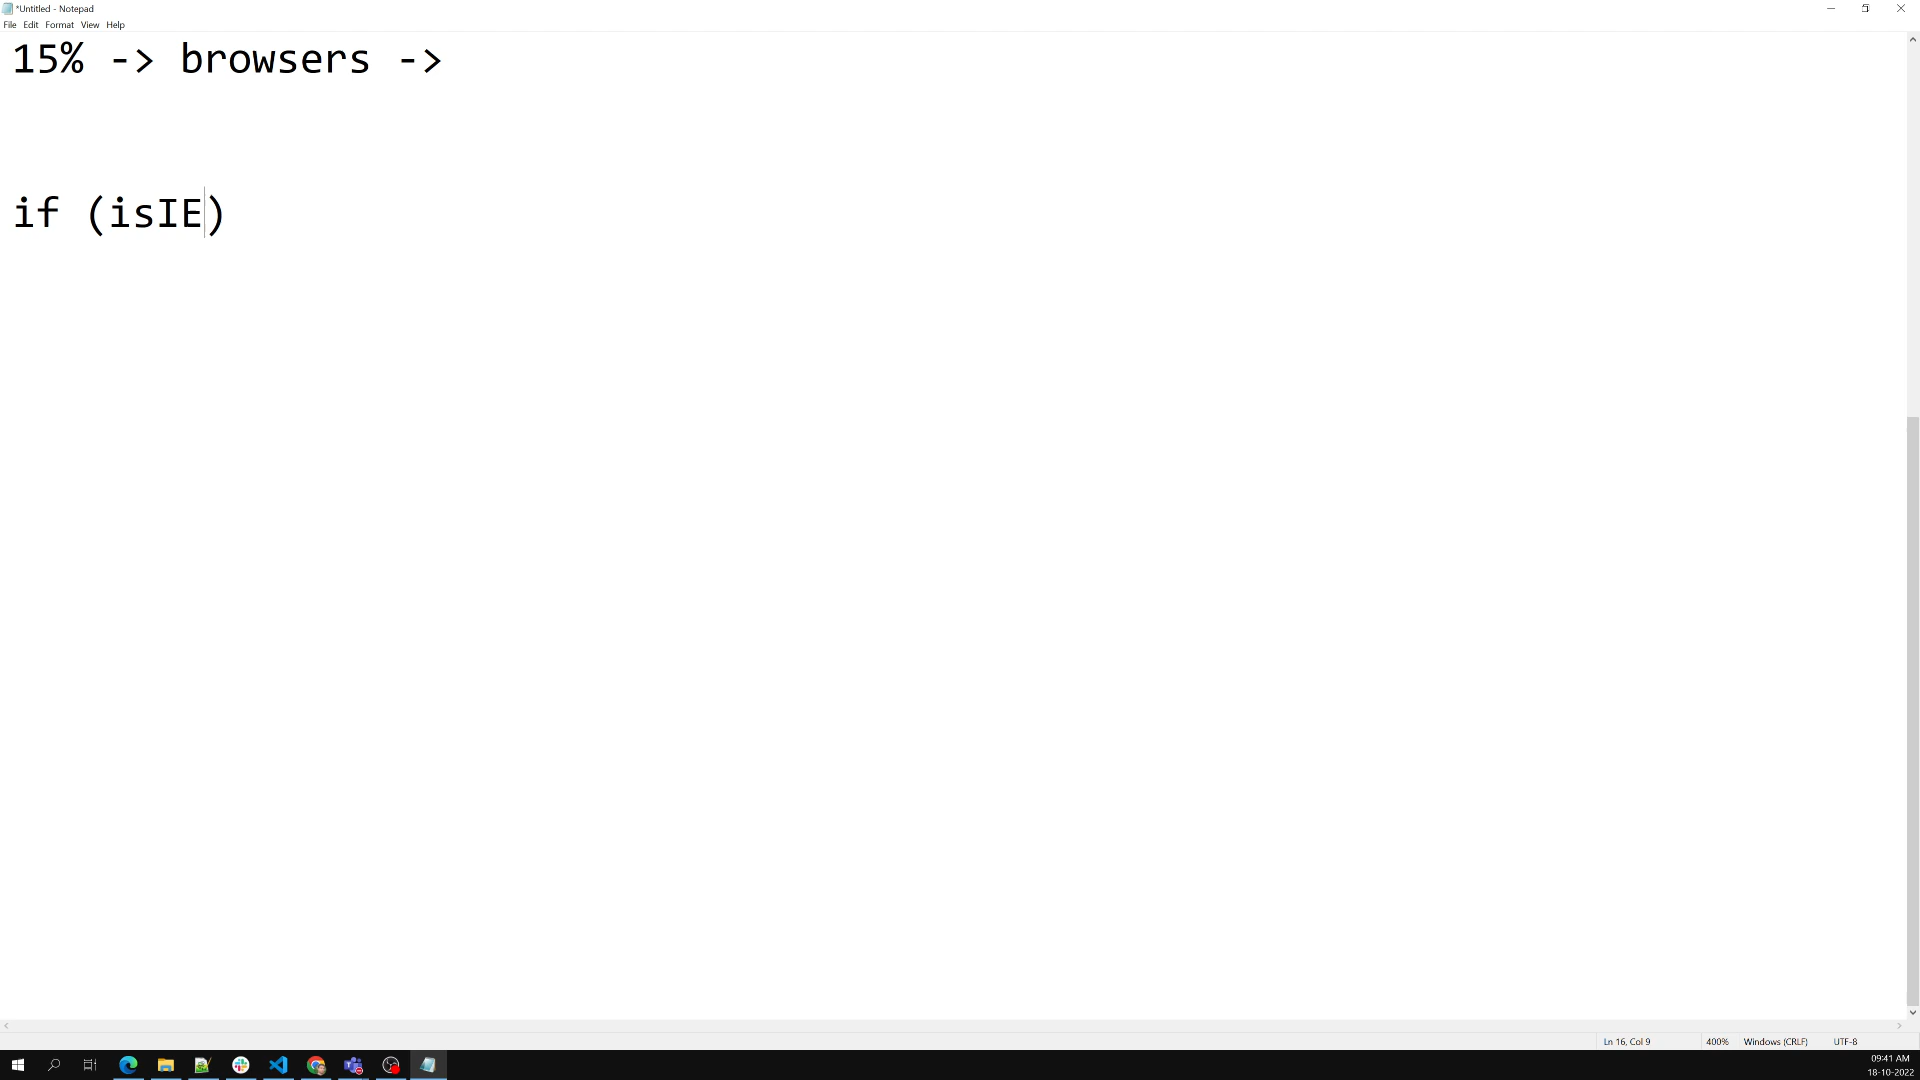 *Untitled - Notepad
File Edit Format View Help
15% -> browsers ->
if (isIE)
Ln 16, Col 9 400% Windows (CRLF) UTF-8
09:41 AM
18-10-2022